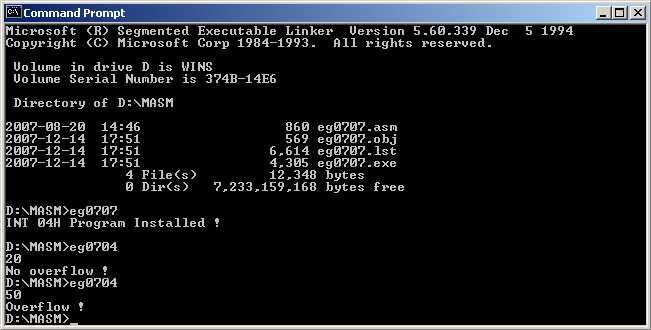 Command Prompt
Microsoft (R) Segmented Executable Linker  Version 5.60.339 Dec  5 1994
Copyright (C) Microsoft Corp 1984-1993.  All rights reserved.
Volume in drive D is WINS
Volume Serial Number is 374B-14E6
Directory of D:\MASM
2007-08-20  14:46                860 eg0707.asm
2007-12-14  17:51                569 eg0707.obj
2007-12-14  17:51              6,614 eg0707.lst
2007-12-14  17:51              4,305 eg0707.exe
4 File(s)         12,348 bytes
0 Dir(s)   7,233,159,168 bytes free
D:\MASM>eg0707
INT 04H Program Installed !
D:\MASM>eg0704
20
No overflow !
D:\MASM>eg0704
50
Overflow !
D:\MASM>_